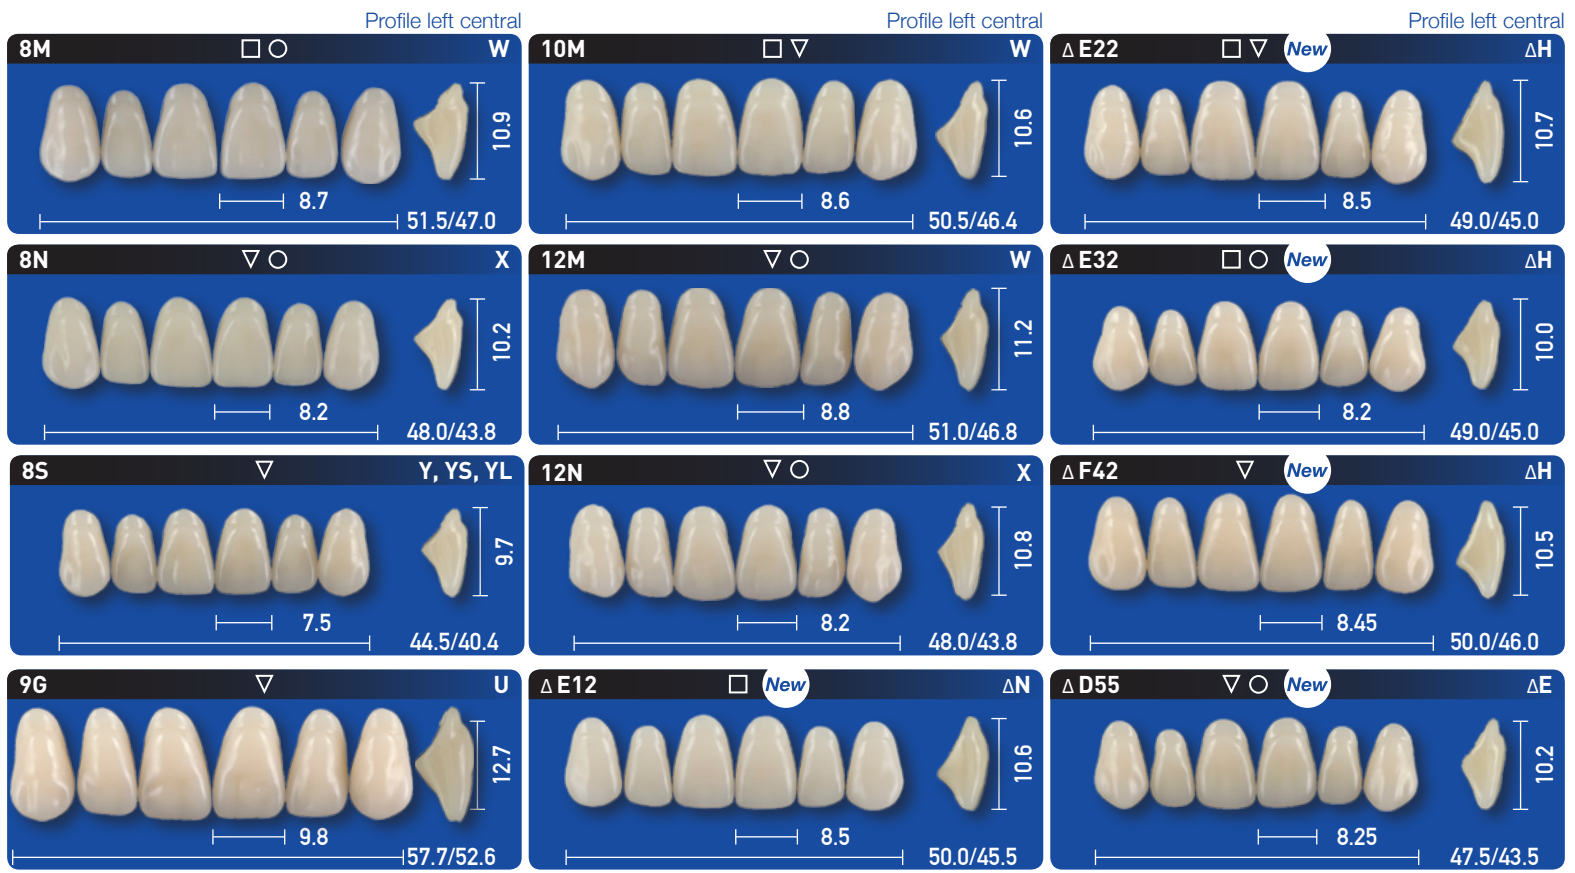 Profile left central
Profile left central
Profile left central
8M W
10.9
8.7
51.5/47.0
10M W
10.6
8.6
50.5/46.4
Δ E22 New ΔH
10.7
8.5
49.0/45.0
8N X
10.2
8.2
48.0/43.8
12M W
11.2
8.8
51.0/46.8
Δ E32 New ΔH
10.0
8.2
49.0/45.0
8S Y, YS, YL
9.7
7.5
44.5/40.4
12N X
10.8
8.2
48.0/43.8
Δ F42 New ΔH
10.5
8.45
50.0/46.0
9G U
12.7
9.8
57.7/52.6
Δ E12 New ΔN
10.6
8.5
50.0/45.5
Δ D55 New ΔE
10.2
8.25
47.5/43.5